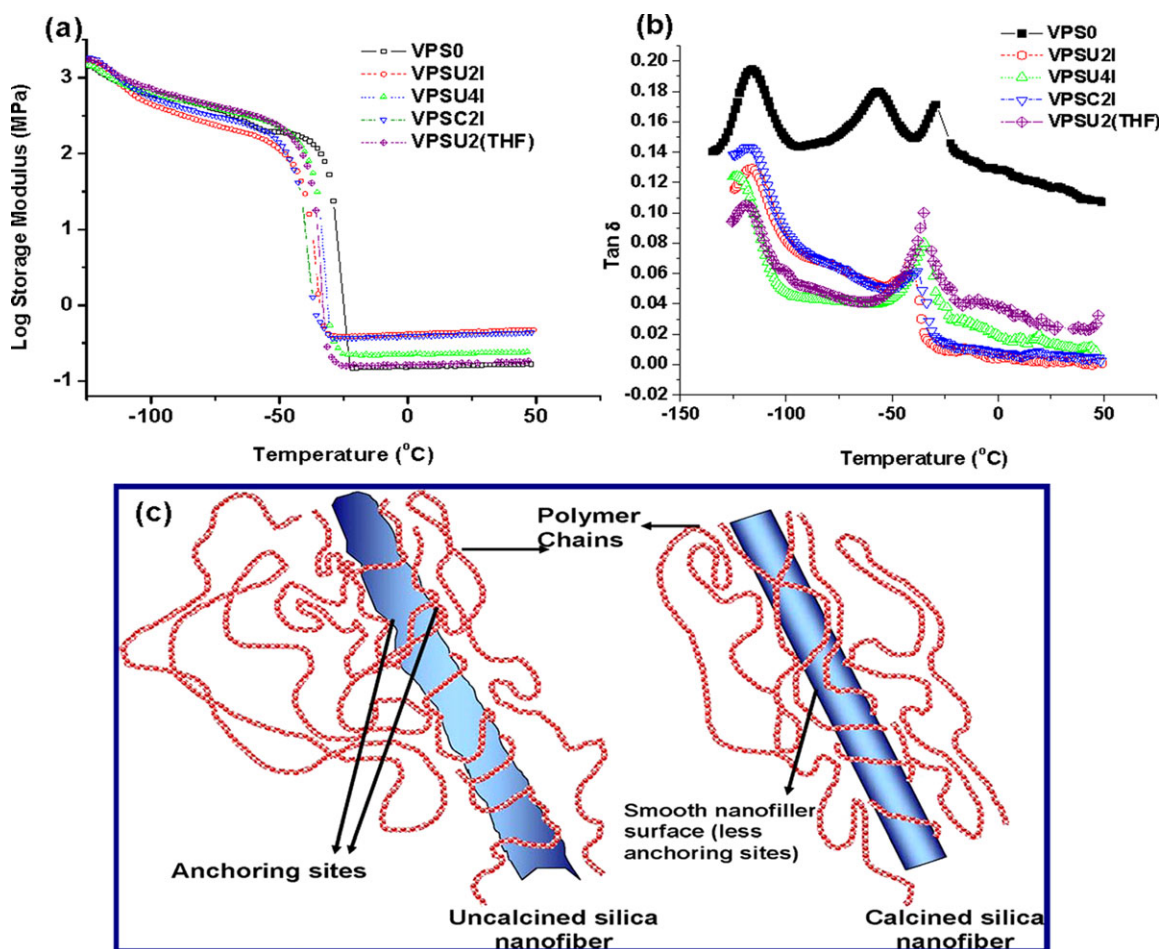 (a)
VPS0
VPSU2I
VPSU4I
VPSC2I
VPSU2(THF)
Log Storage Modulus (MPa)
3
2
1
0
-1
-100
-50
0
50
Temperature (°C)
(b)
VPS0
VPSU2I
VPSU4I
VPSC2I
VPSU2(THF)
Tan δ
0.20
0.18
0.16
0.14
0.12
0.10
0.08
0.06
0.04
0.02
0.00
-0.02
-150
-100
-50
0
50
Temperature (°C)
(c)
Polymer
Chains
Anchoring sites
Smooth nanofiller
surface (less
anchoring sites)
Uncalcined silica
nanofiber
Calcined silica
nanofiber